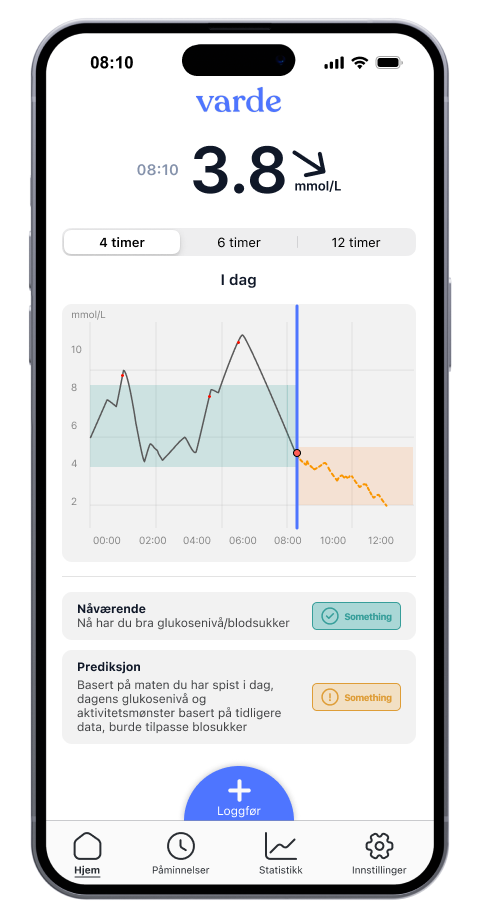 08:10
varde
08:10 3.8 mmol/L
4 timer 6 timer 12 timer
I dag
mmol/L
10
8
6
4
2
00:00 02:00 04:00 06:00 08:00 10:00 12:00
Nåværende
Nå har du bra glukosenivå/blodsukker
Something
Prediksjon
Basert på maten du har spist i dag,
dagens glukosenivå og
aktivitetsmønster basert på tidligere
data, burde tilpasse blosukker
Something
Loggfør
Hjem Påminnelser Statistikk Innstillinger